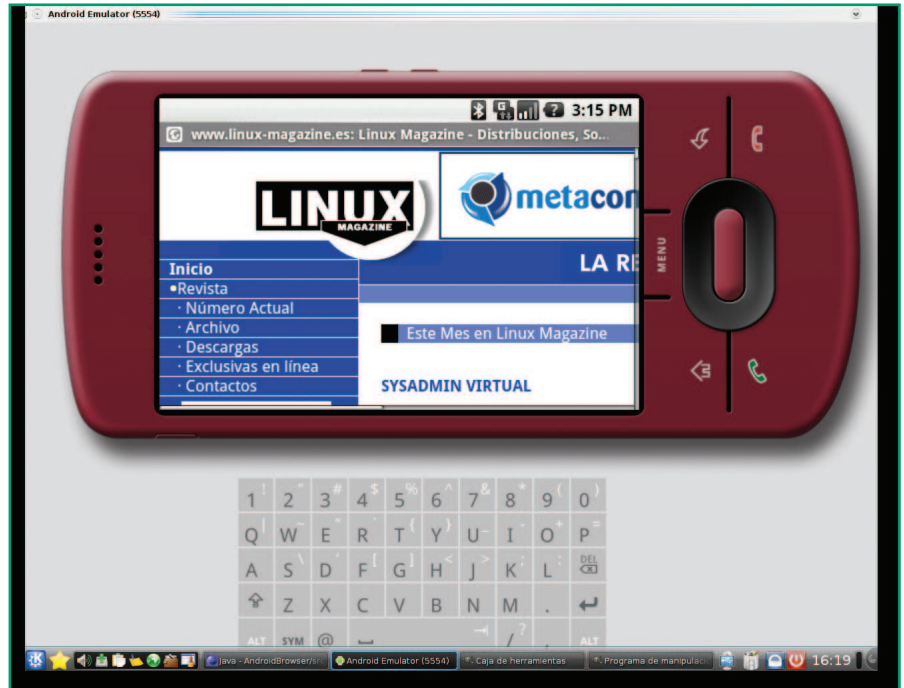 Android Emulator (5554)
3:15 PM
www.linux-magazine.es: Linux Magazine - Distribuciones, So...
LINUX
MAGAZINE
metacon
LA RE
Inicio
Revista
· Número Actual
· Archivo
· Descargas
· Exclusivas en línea
· Contactos
Este Mes en Linux Magazine
SYSADMIN VIRTUAL
MENU
1 ! 2 " 3 # 4 $ 5 % 6 ^ 7 & 8 * 9 ( 0 )
Q | W ~ E " R ` T { Y } U - I O + P =
A S \ D ' F [ G ] H < J > K ; L : DEL
Z X C V B N M .
ALT SYM @ / ? , ALT
Java - AndroidBrowser/sr Android Emulator (5554) Caja de herramientas Programa de manipulaci 16:19